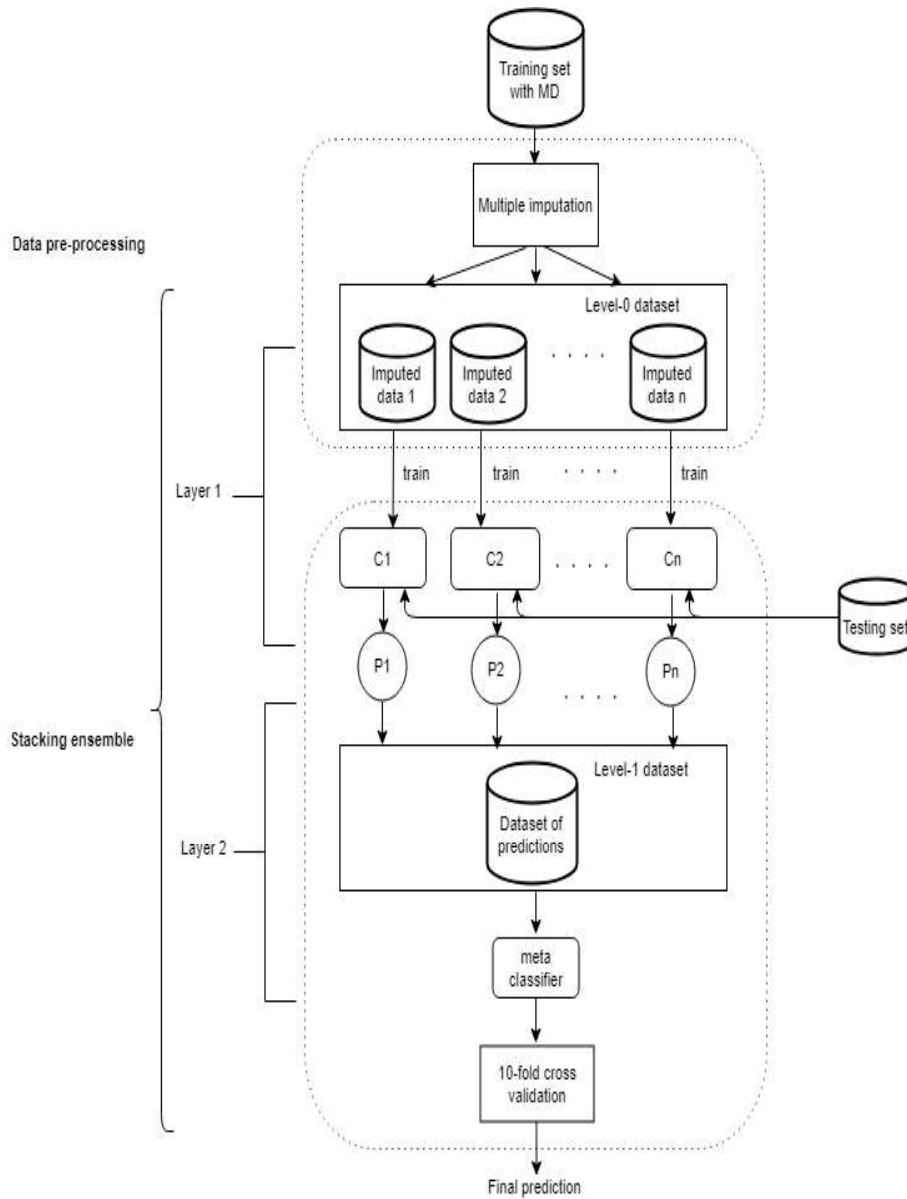 Training set
with MD
Multiple imputation
Data pre-processing
Level-0 dataset
Imputed
data 1
Imputed
data 2
. . . .
Imputed
data n
train
train
. . . .
train
Layer 1
C1
C2
. . . .
Cn
Testing set
P1
P2
. . . .
Pn
Stacking ensemble
Level-1 dataset
Dataset of
predictions
Layer 2
meta
classifier
10-fold cross
validation
Final prediction